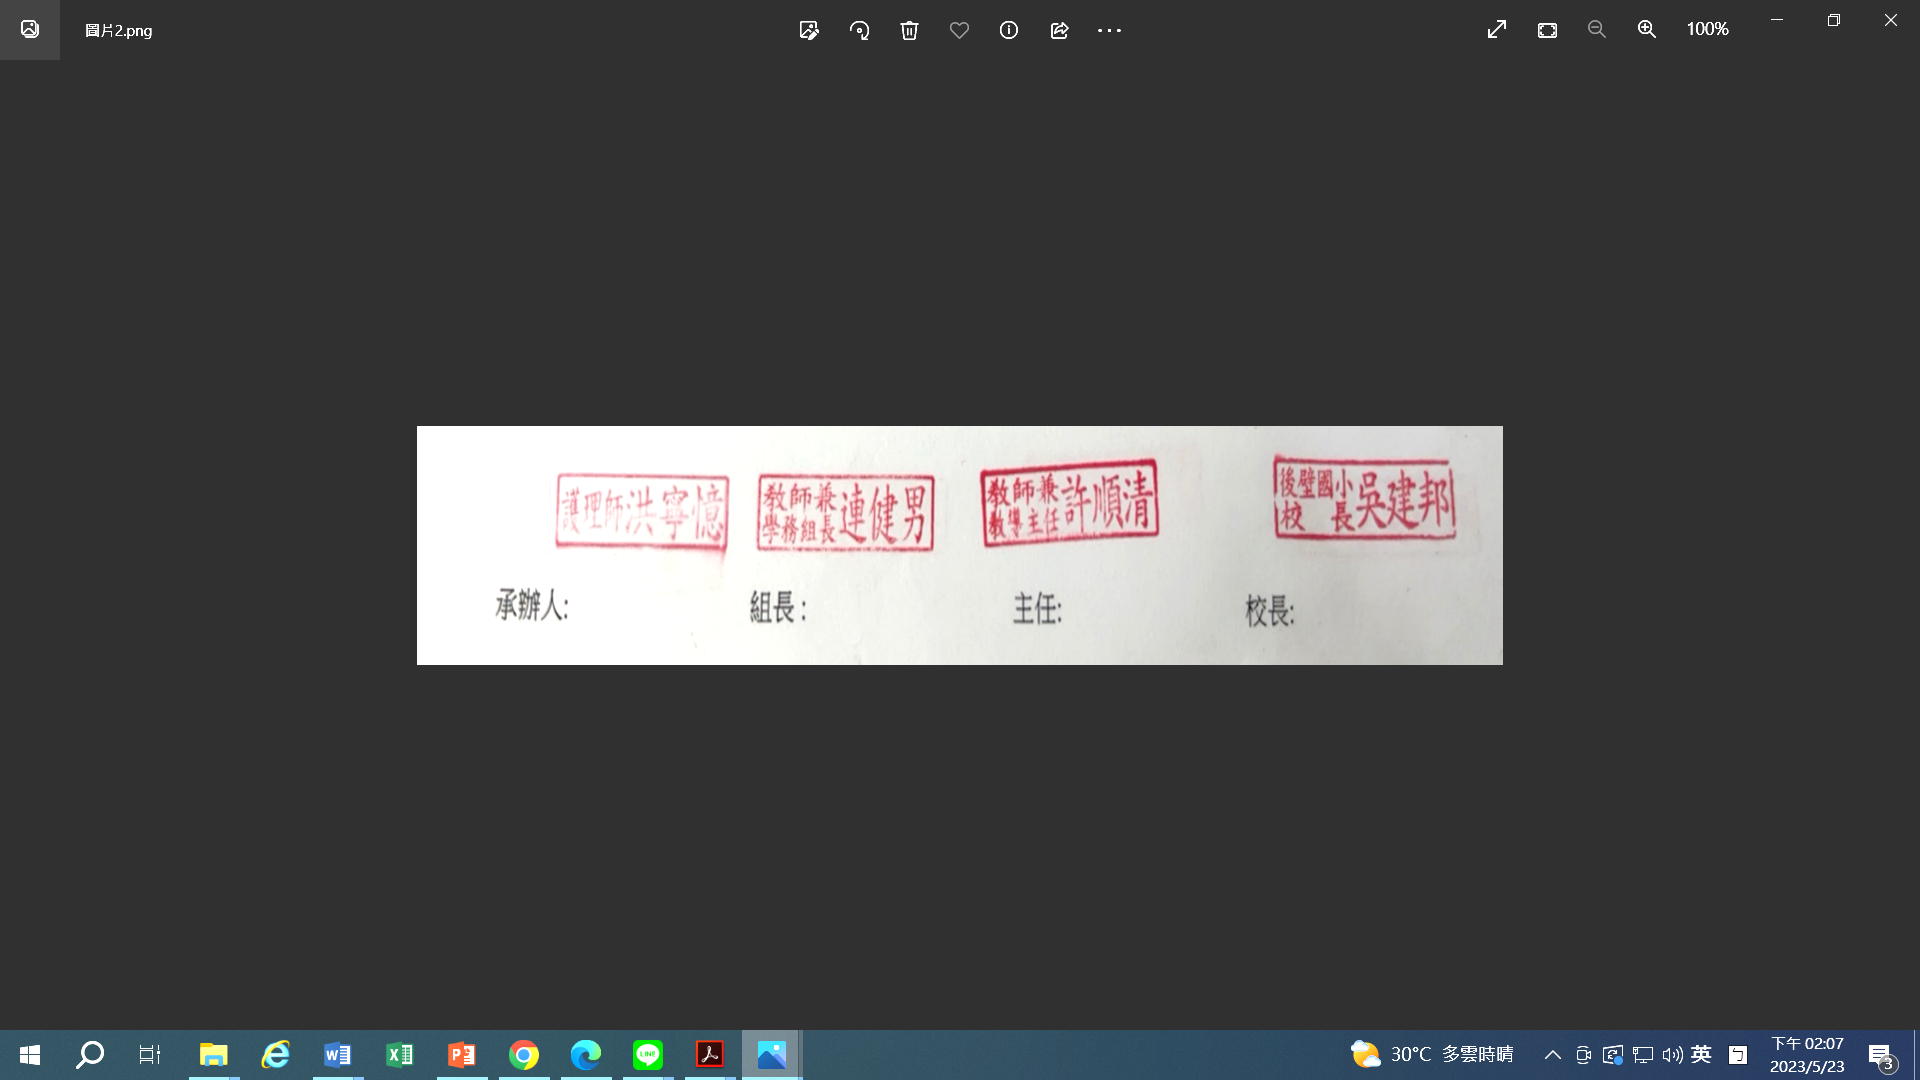 圖片2.png
100%
護理師洪寧憶
教師兼
學務組長 連健男
教師兼
教導主任 許順清
後壁國小
校長 吳建邦
承辦人:
組長:
主任:
校長:
30°C 多雲時晴
英
下午 02:07
2023/5/23
3
LINE